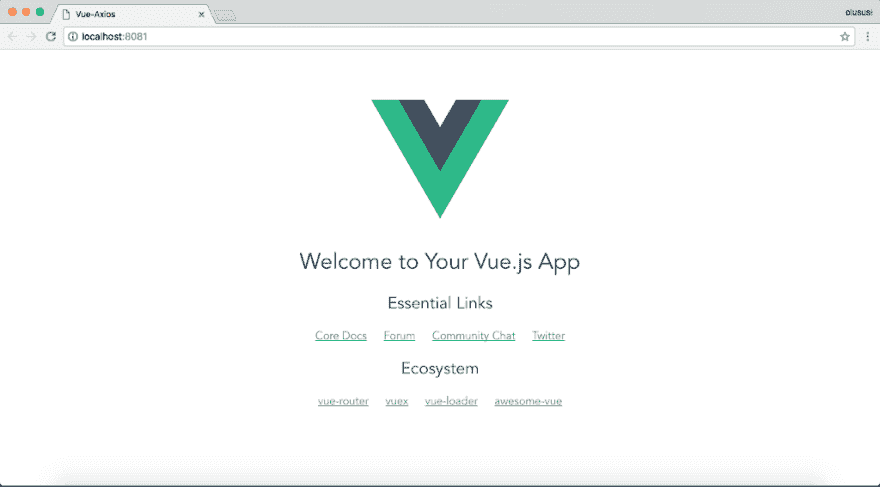 Vue-Axios
olususi
localhost:8081
Welcome to Your Vue.js App
Essential Links
Core Docs Forum Community Chat Twitter
Ecosystem
vue-router vuex vue-loader awesome-vue